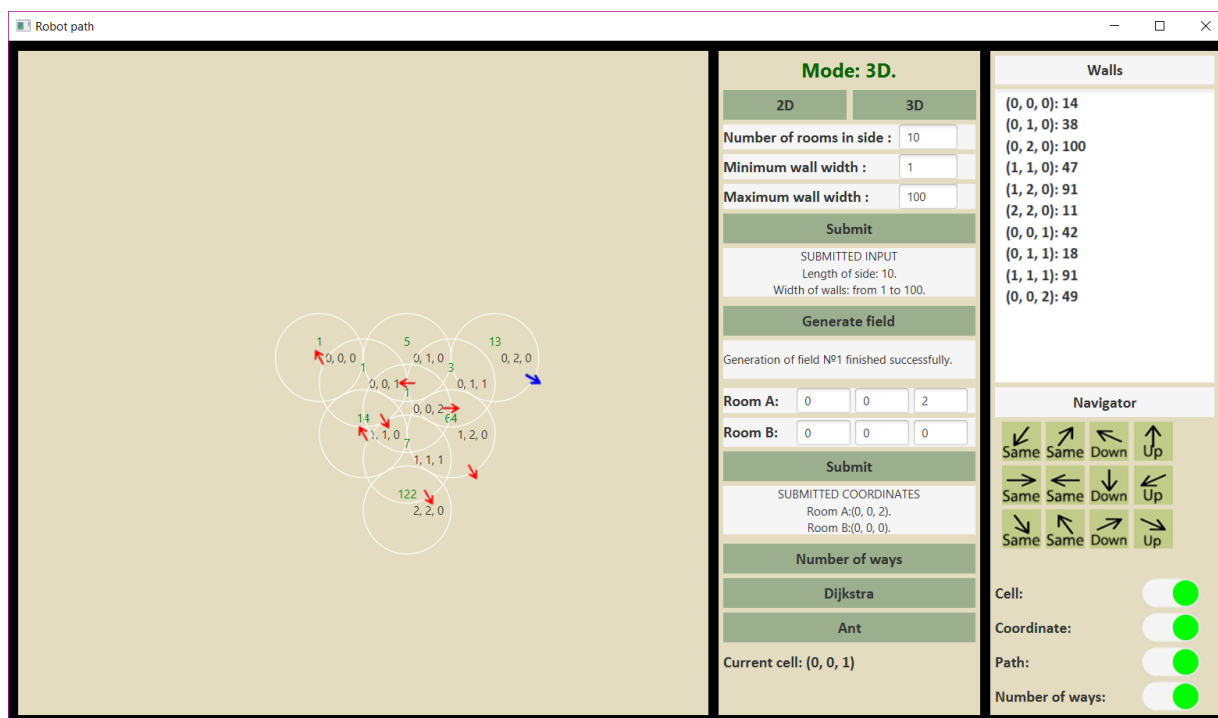 Robot path
1
5
13
0, 0, 0
0, 1, 0
0, 2, 0
1
3
0, 0, 1
0, 1, 1
1
0, 0, 2
14
64
1, 1, 0
1, 2, 0
7
1, 1, 1
122
2, 2, 0
Mode: 3D.
2D
3D
Number of rooms in side :
10
Minimum wall width :
1
Maximum wall width :
100
Submit
SUBMITTED INPUT
Length of side: 10.
Width of walls: from 1 to 100.
Generate field
Generation of field №1 finished successfully.
Room A:
0
0
2
Room B:
0
0
0
Submit
SUBMITTED COORDINATES
Room A:(0, 0, 2).
Room B:(0, 0, 0).
Number of ways
Dijkstra
Ant
Current cell: (0, 0, 1)
Walls
(0, 0, 0): 14
(0, 1, 0): 38
(0, 2, 0): 100
(1, 1, 0): 47
(1, 2, 0): 91
(2, 2, 0): 11
(0, 0, 1): 42
(0, 1, 1): 18
(1, 1, 1): 91
(0, 0, 2): 49
Navigator
Same Same Down Up
Same Same Down Up
Same Same Down Up
Cell:
Coordinate:
Path:
Number of ways: